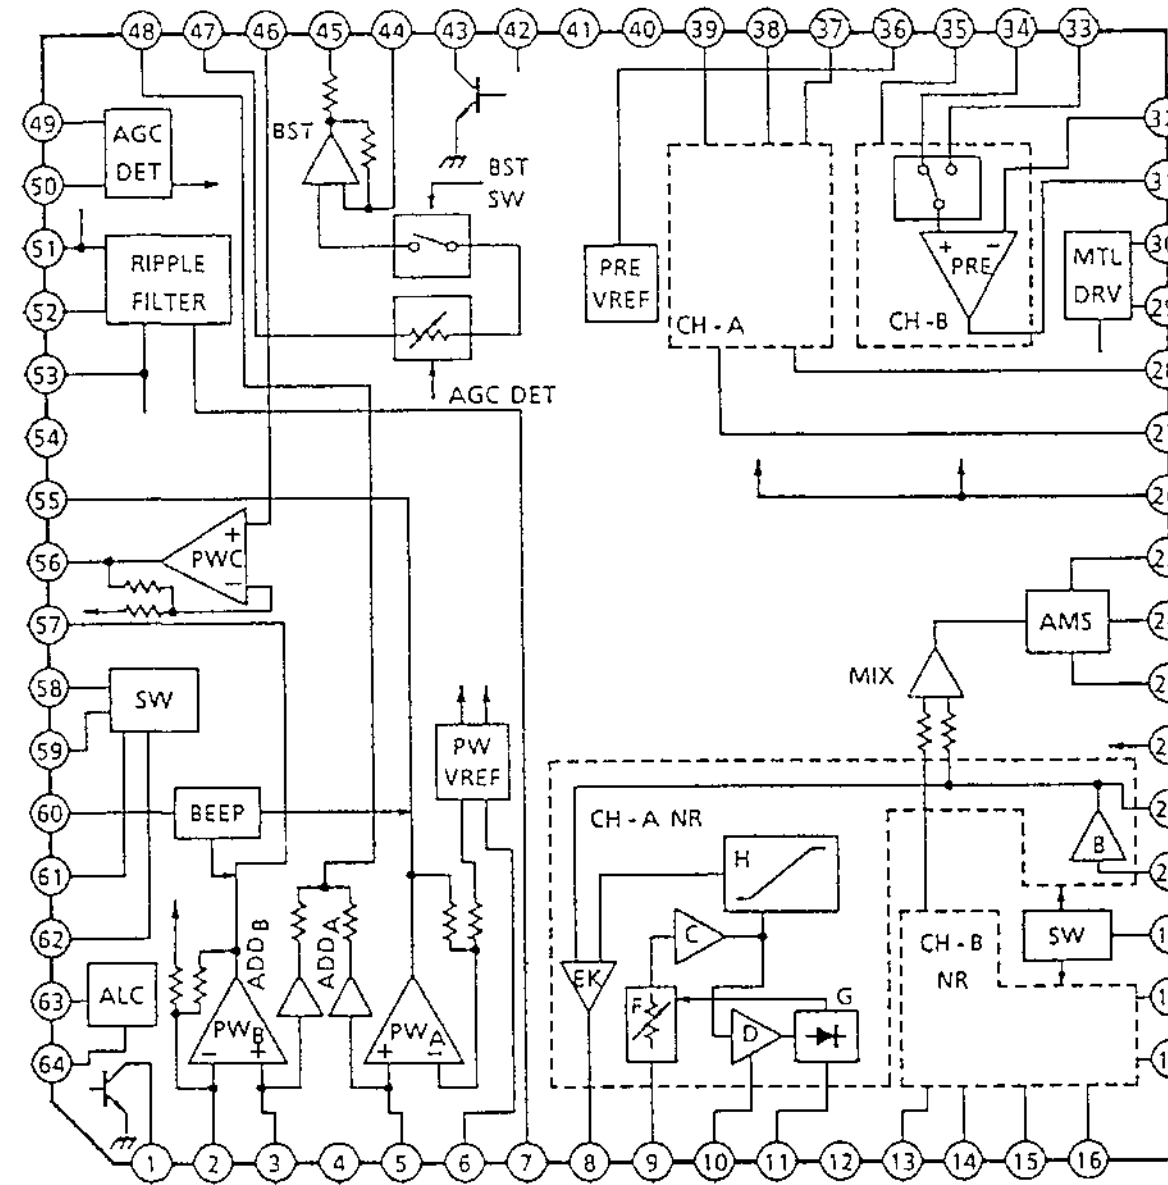 48 47 46 45 44 43 42 41 40 39 38 37 36 35 34 33
49
AGC
DET
BST
50
BST
SW
51
RIPPLE
FILTER
PRE
VREF
+ −
PRE
MTL
DRV
30
52
CH-A
CH-B
53
28
AGC DET
54
55
56
+
PWC
−
57
AMS
58
SW
MIX
59
PW
VREF
60
BEEP
CH-A NR
B
H
61
ADD B
ADD A
C
62
CH-B
NR
SW
EK
63
ALC
F
G
PWB
− +
PWA
+ −
D
64
1 2 3 4 5 6 7 8 9 10 11 12 13 14 15 16